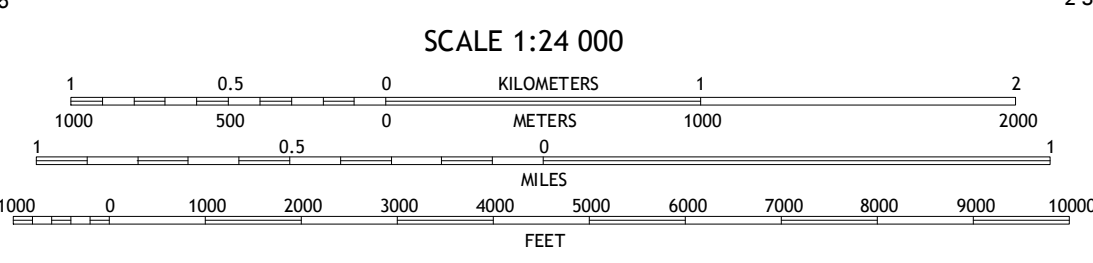 SCALE 1:24 000
1 0.5 0 KILOMETERS 1 2
1000 500 0 METERS 1000 2000
1 0.5 0 1
MILES
1000 0 1000 2000 3000 4000 5000 6000 7000 8000 9000 10000
FEET